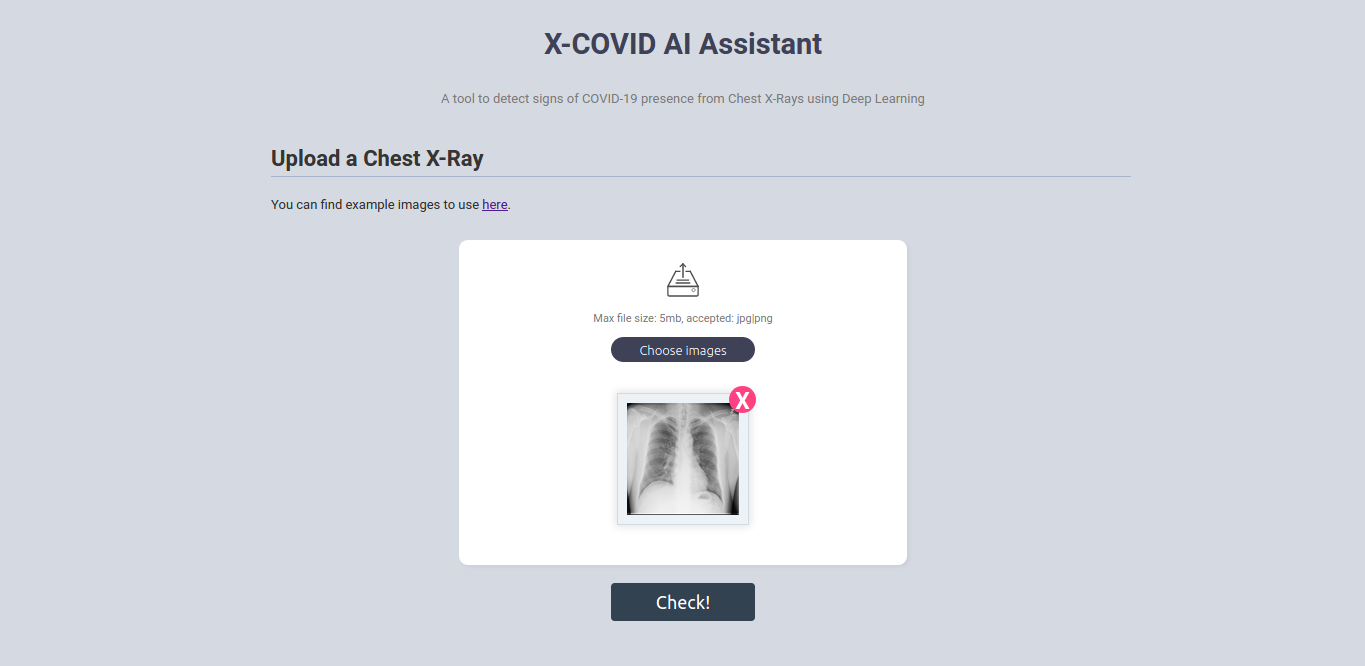 X-COVID AI Assistant
A tool to detect signs of COVID-19 presence from Chest X-Rays using Deep Learning
Upload a Chest X-Ray
You can find example images to use here.
Max file size: 5mb, accepted: jpg|png
Choose images
X
Check!